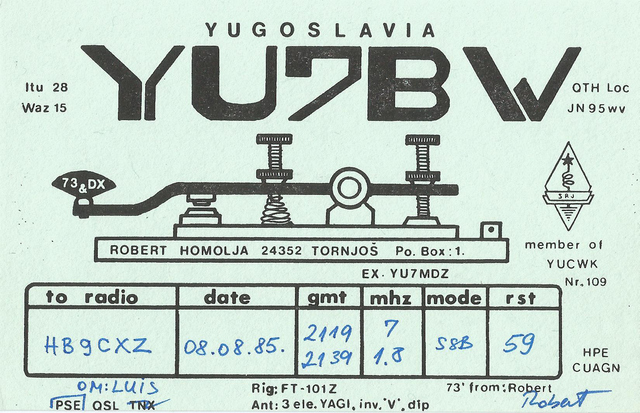 YUGOSLAVIA
YU7BW
Itu 28
Waz 15
QTH Loc
JN95wv
73 & DX
SRJ
ROBERT HOMOLJA 24352 TORNJOŠ Po. Box: 1.
EX. YU7MDZ
member of
YUCWK
Nr. 109
to radio date gmt mhz mode rst
HB9CXZ 08.08.85. 2119 7 SSB 59
2139 1.8
HPE
CUAGN
OM: LUIS
PSE QSL TNX
Rig: FT-101Z
Ant: 3 ele. YAGI, inv. "V", dip
73' from: Robert
Robert